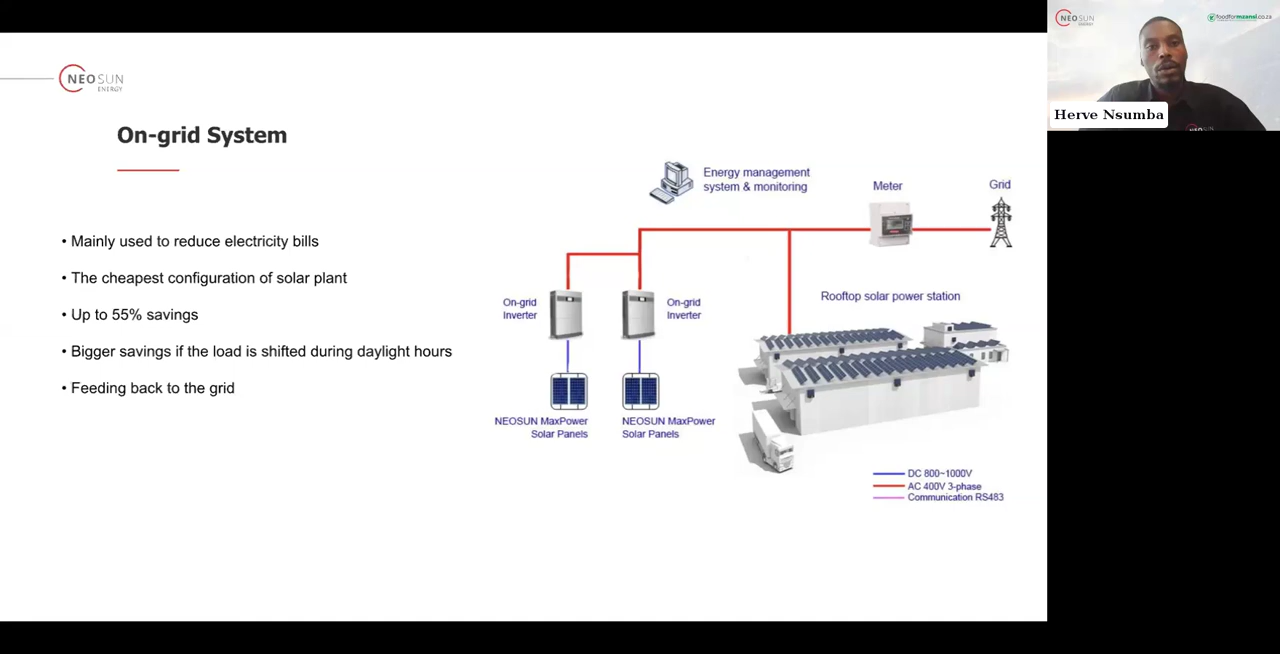 NEOSUN
ENERGY
On-grid System
• Mainly used to reduce electricity bills
• The cheapest configuration of solar plant
• Up to 55% savings
• Bigger savings if the load is shifted during daylight hours
• Feeding back to the grid
Energy management
system & monitoring
Meter
Grid
On-grid
Inverter
On-grid
Inverter
Rooftop solar power station
NEOSUN MaxPower
Solar Panels
NEOSUN MaxPower
Solar Panels
DC 800~1000V
AC 400V 3-phase
Communication RS483
NEOSUN
ENERGY
foodformzansi.co.za
Herve Nsumba
NEOSUN